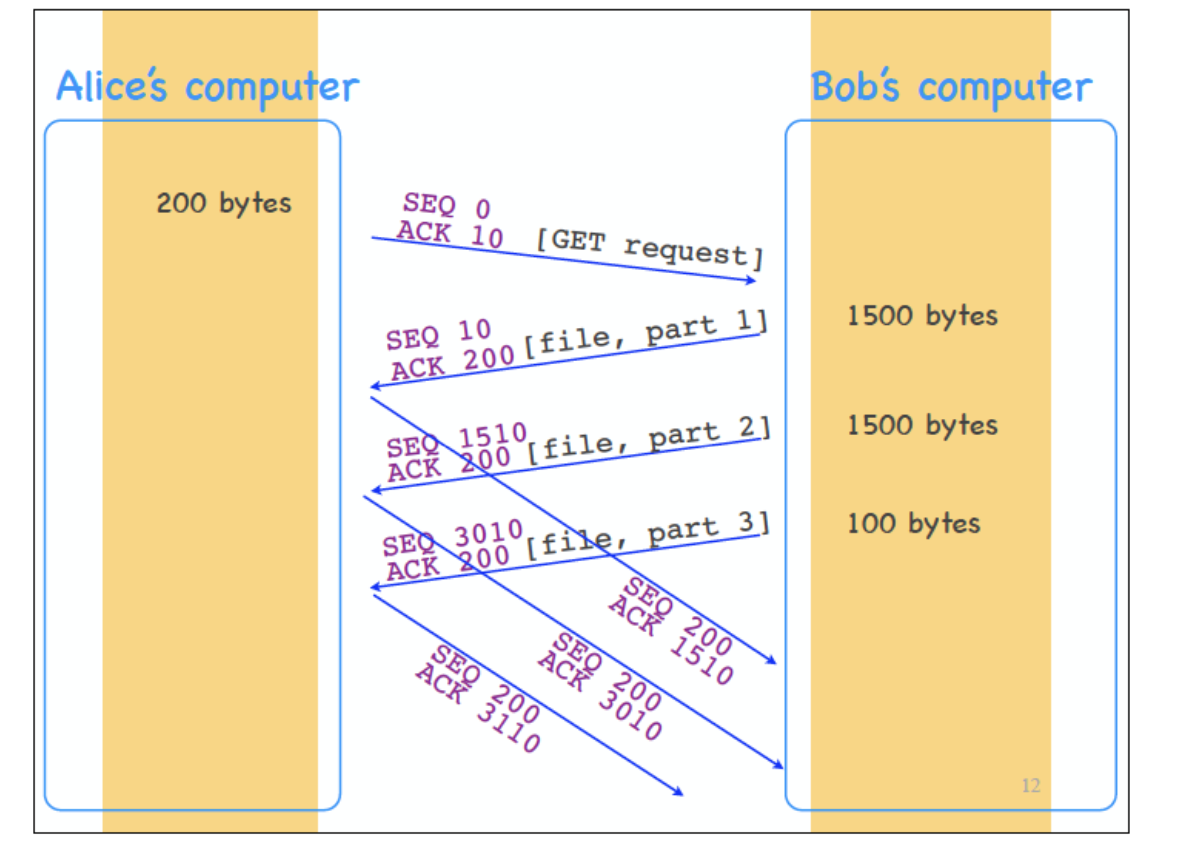 Alice's computer
Bob's computer
200 bytes
SEQ 0
ACK 10 [GET request]
1500 bytes
SEQ 10
ACK 200 [file, part 1]
1500 bytes
SEQ 1510
ACK 200 [file, part 2]
100 bytes
SEQ 3010
ACK 200 [file, part 3]
SEQ 200
ACK 1510
SEQ 200
ACK 3010
SEQ 200
ACK 3110
12